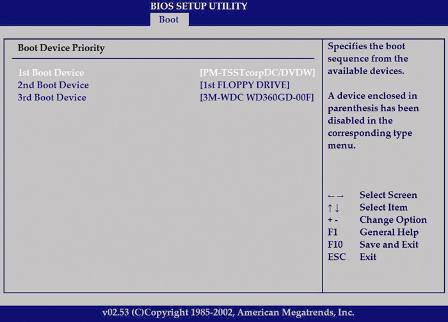 BIOS SETUP UTILITY
Boot
Boot Device Priority
1st Boot Device [PM-TSSTcorpDC/DVDW]
2nd Boot Device [1st FLOPPY DRIVE]
3rd Boot Device [3M-WDC WD360GD-00F]
Specifies the boot
sequence from the
available devices.
A device enclosed in
parenthesis has been
disabled in the
corresponding type
menu.
←→ Select Screen
↑↓ Select Item
+- Change Option
F1 General Help
F10 Save and Exit
ESC Exit
v02.53 (C)Copyright 1985-2002, American Megatrends, Inc.